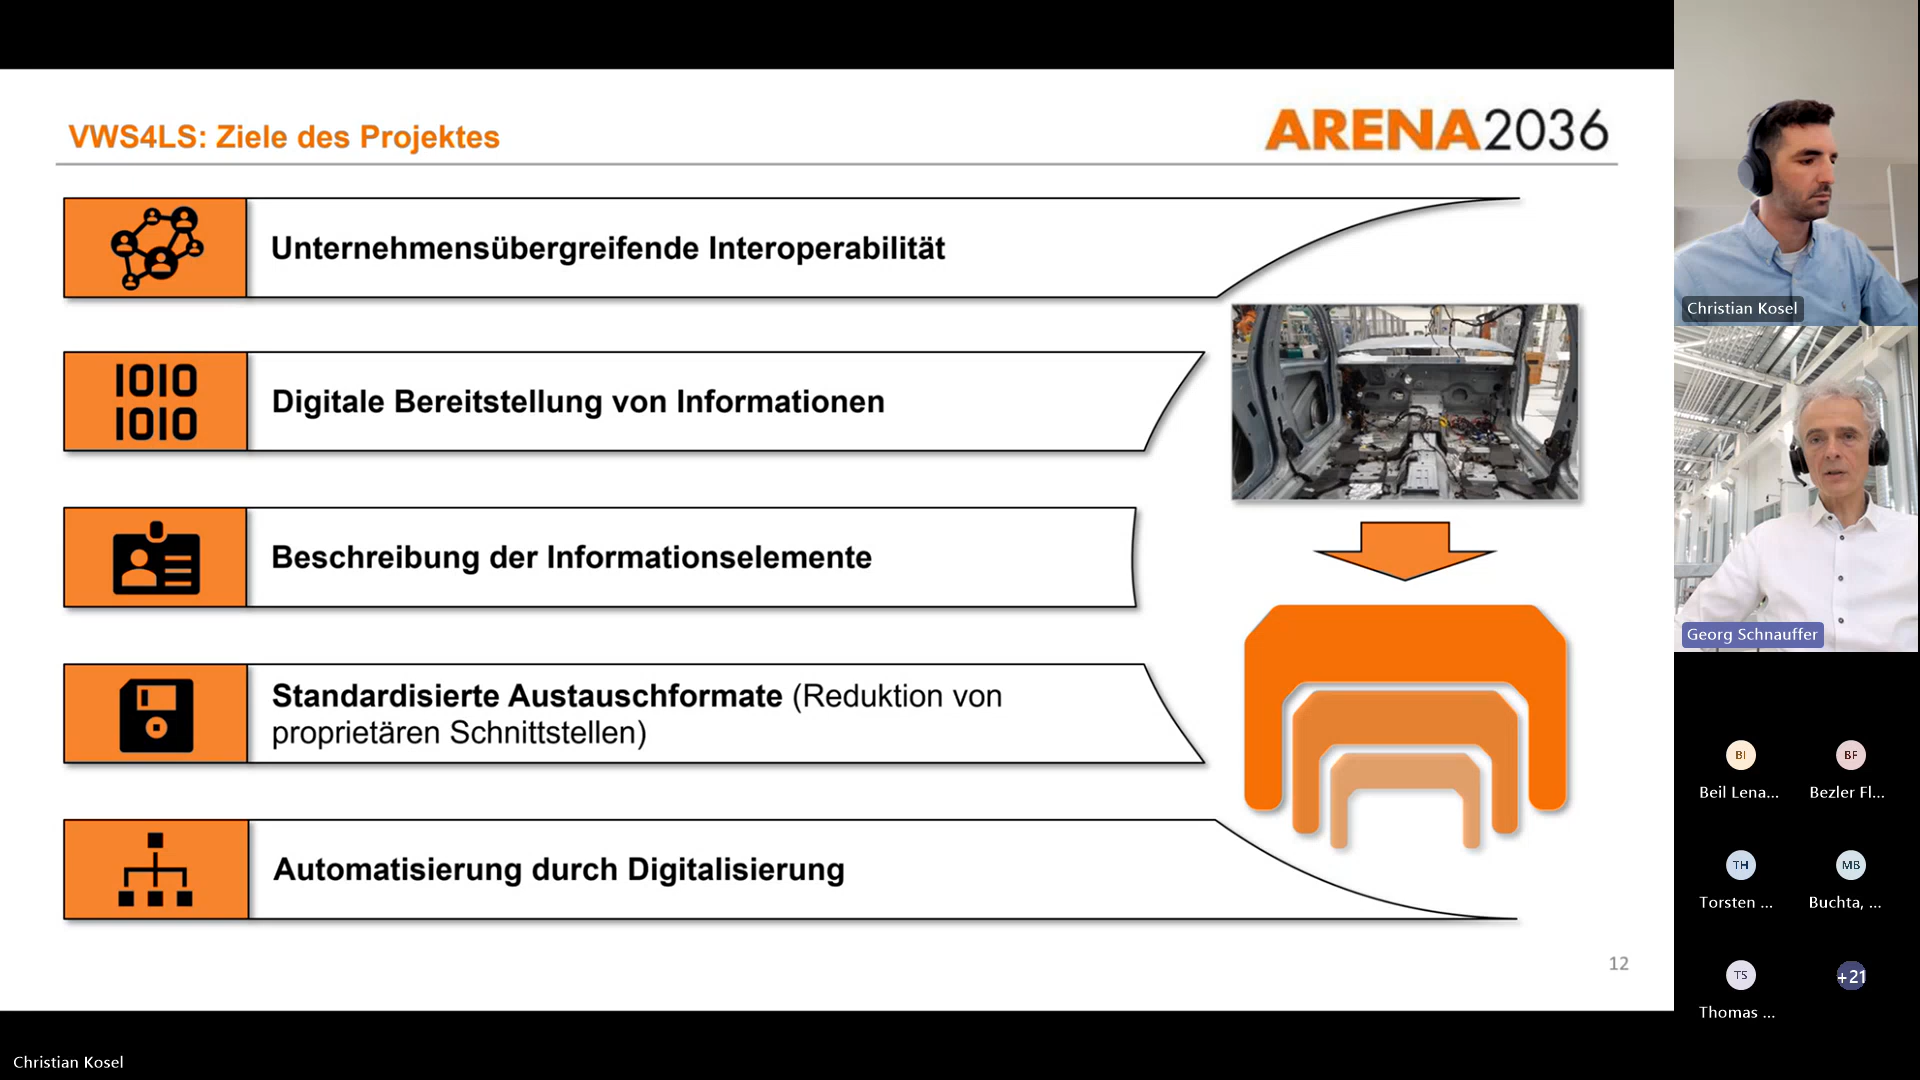 VWS4LS: Ziele des Projektes
ARENA2036
Unternehmensübergreifende Interoperabilität
IOIO
IOIO
Digitale Bereitstellung von Informationen
Beschreibung der Informationselemente
Standardisierte Austauschformate (Reduktion von
proprietären Schnittstellen)
Automatisierung durch Digitalisierung
12
Christian Kosel
Christian Kosel
Georg Schnauffer
BI
Beil Lena...
BF
Bezler Fl...
TH
Torsten ...
MB
Buchta, ...
TS
Thomas ...
+21